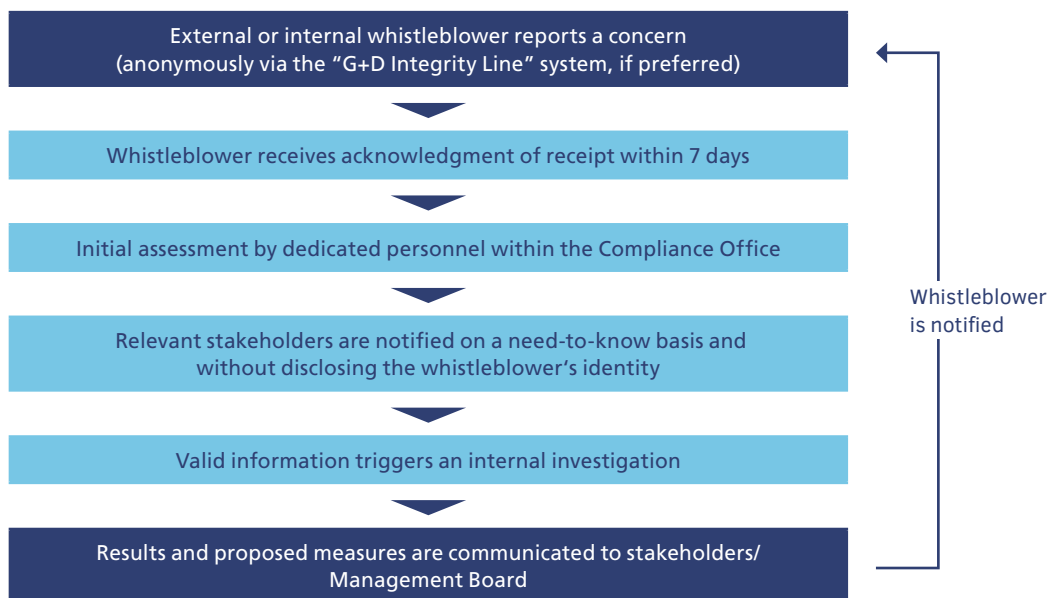 External or internal whistleblower reports a concern
(anonymously via the “G+D Integrity Line” system, if preferred)
Whistleblower receives acknowledgment of receipt within 7 days
Initial assessment by dedicated personnel within the Compliance Office
Relevant stakeholders are notified on a need-to-know basis and
without disclosing the whistleblower’s identity
Valid information triggers an internal investigation
Results and proposed measures are communicated to stakeholders/
Management Board
Whistleblower
is notified